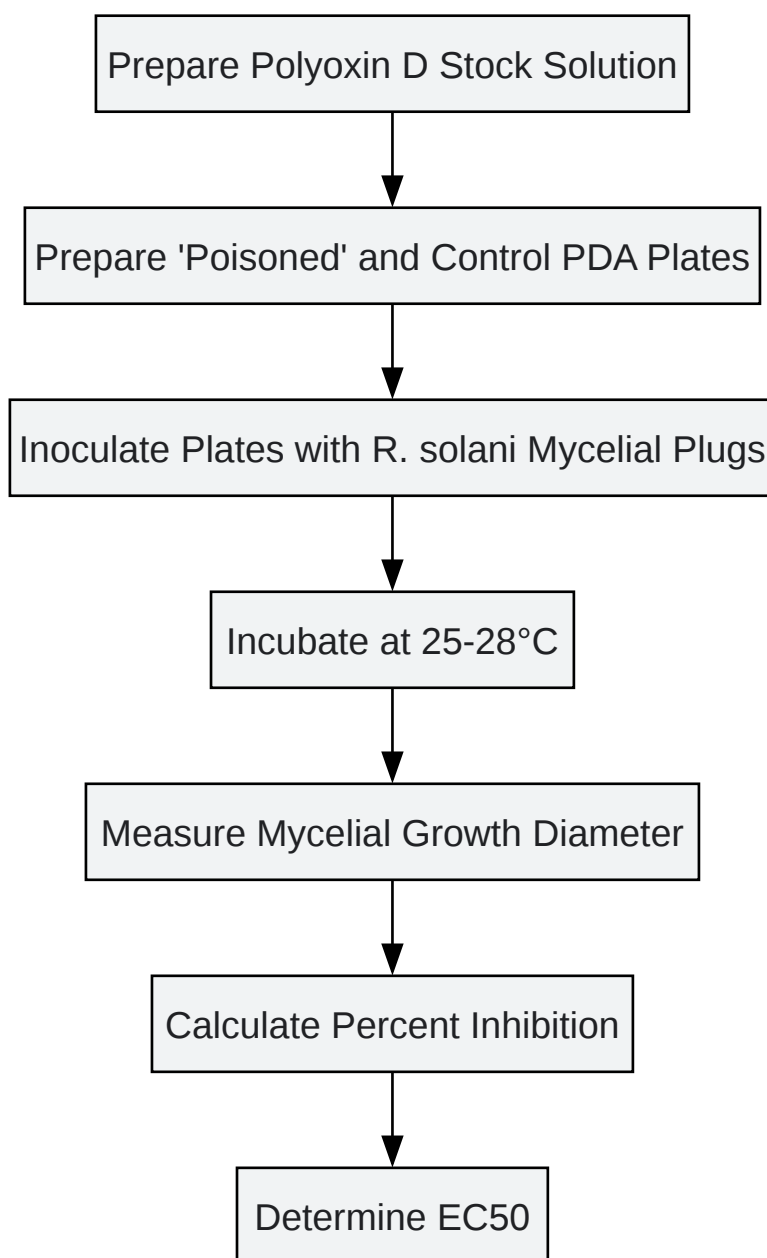 Prepare Polyoxin D Stock Solution
Prepare 'Poisoned' and Control PDA Plates
Inoculate Plates with R. solani Mycelial Plugs
Incubate at 25-28°C
Measure Mycelial Growth Diameter
Calculate Percent Inhibition
Determine EC50